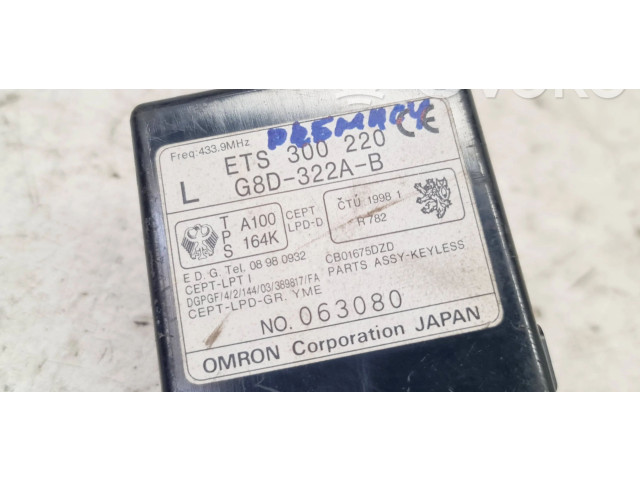 PREMACY
Freq:433.9MHz
ETS 300 220 CE
L G8D-322A-B
T A100
P
S 164K
CEPT
LPD-D
ČTÚ 1998 1
R 782
E.D.G. Tel. 08 98 0932
CEPT-LPT I
DGPGF/4/2/144/03/389817/FA
CEPT-LPD-GR. YME
CB01675DZD
PARTS ASSY-KEYLESS
NO. 063080
OMRON Corporation JAPAN